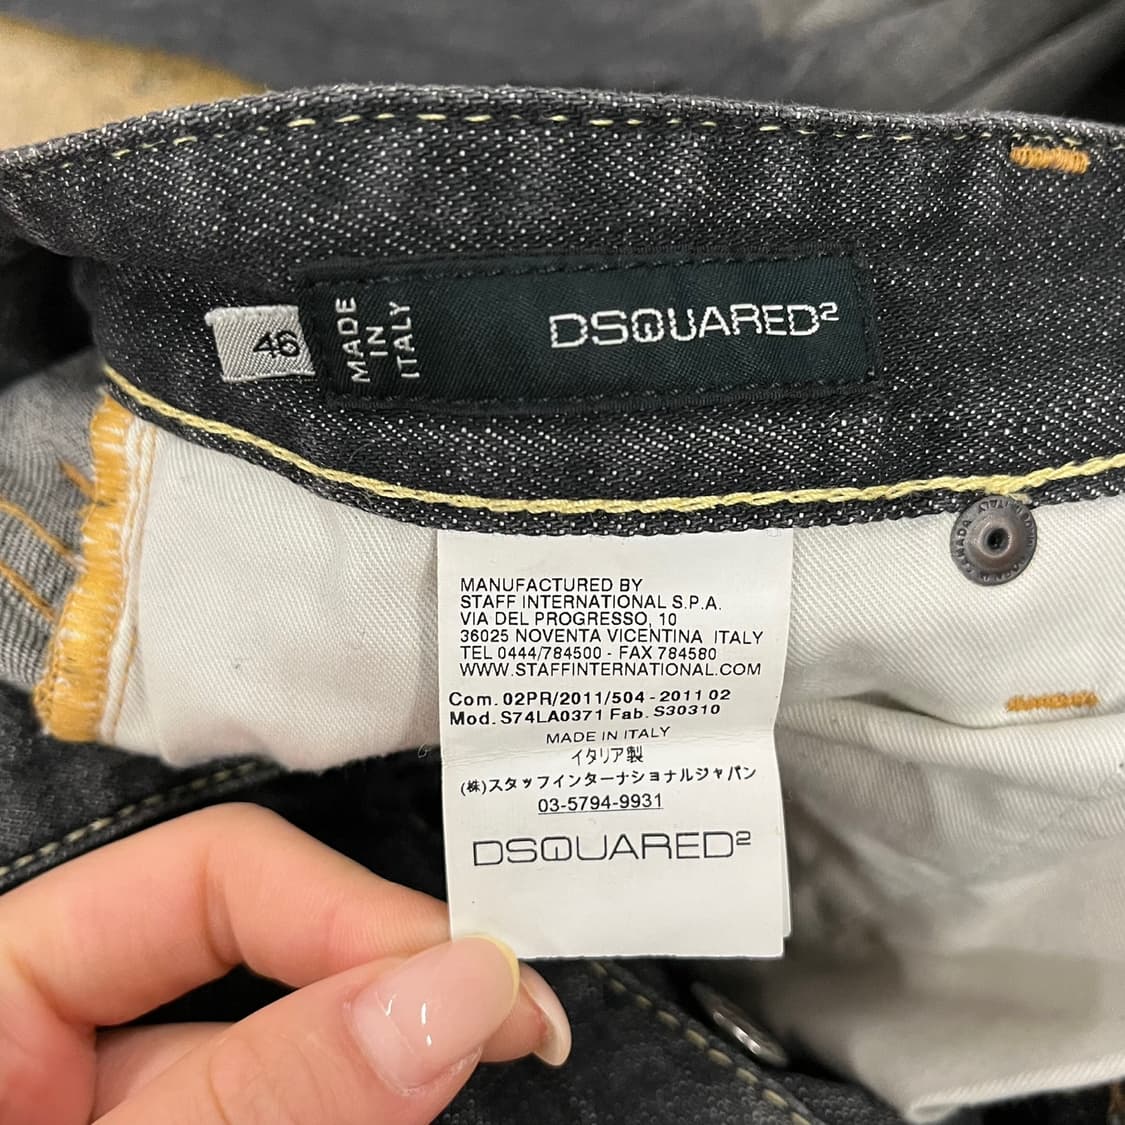 46
MADE
IN
ITALY
DSQUARED2
MANUFACTURED BY
STAFF INTERNATIONAL S.P.A.
VIA DEL PROGRESSO, 10
36025 NOVENTA VICENTINA ITALY
TEL 0444/784500 - FAX 784580
WWW.STAFFINTERNATIONAL.COM
Com. 02PR/2011/504 - 2011 02
Mod. S74LA0371 Fab. S30310
MADE IN ITALY
イタリア製
(株)スタッフインターナショナルジャパン
03-5794-9931
DSQUARED2